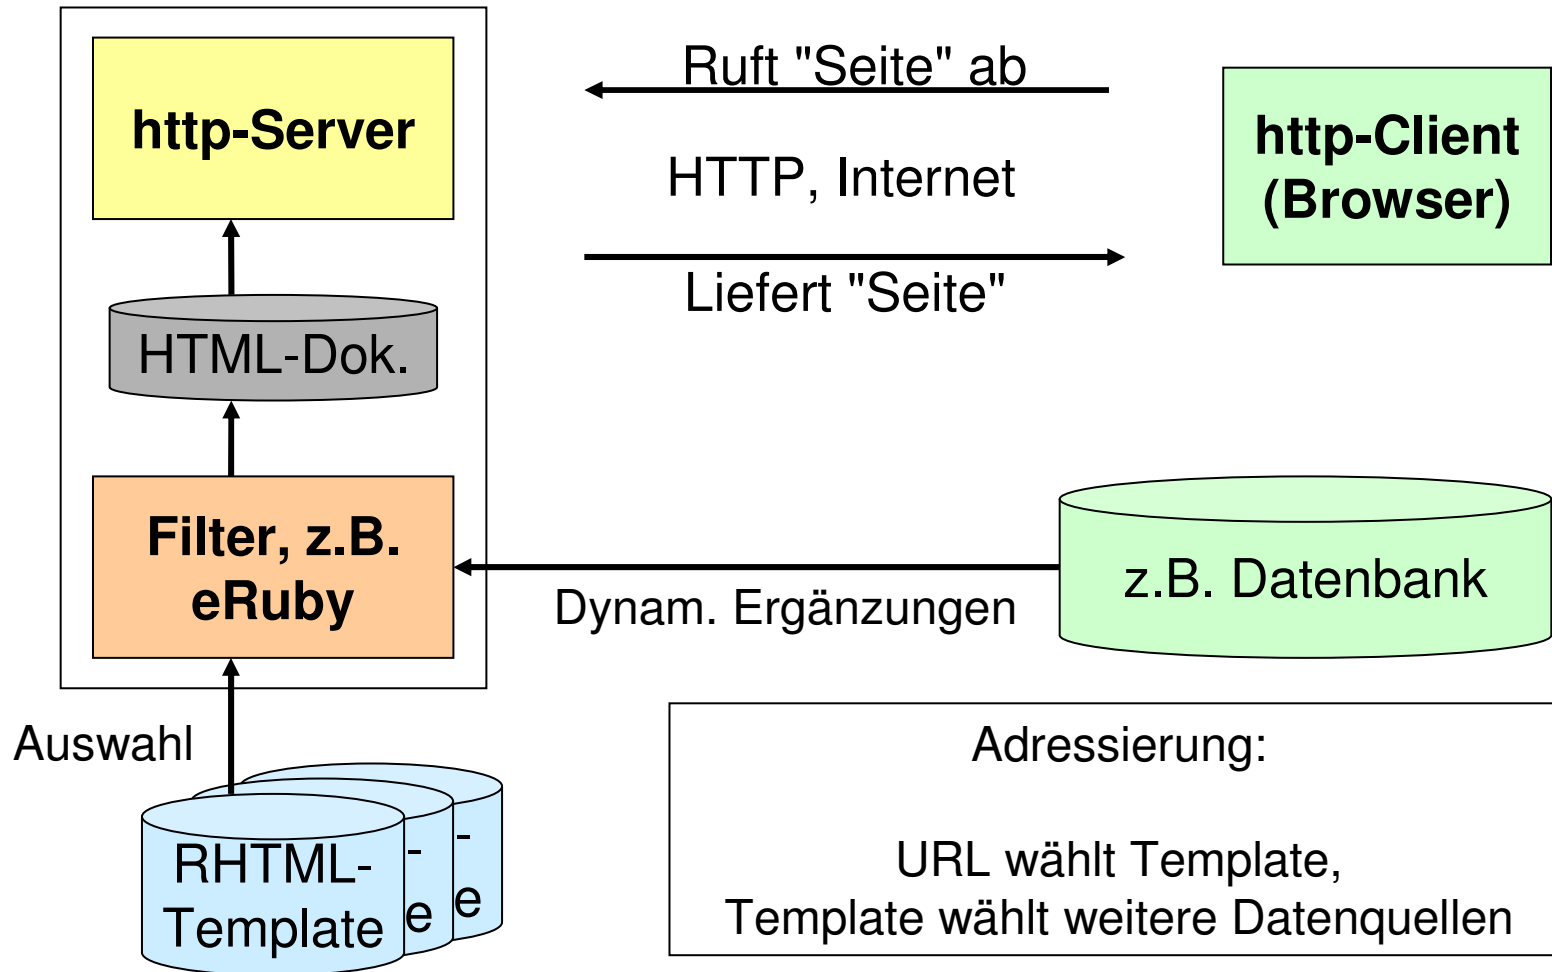 http-Server
Ruft "Seite" ab
HTTP, Internet
Liefert "Seite"
http-Client
(Browser)
HTML-Dok.
Filter, z.B.
eRuby
Dynam. Ergänzungen
z.B. Datenbank
Auswahl
RHTML-
Template
-
e
-
e
Adressierung:
URL wählt Template,
Template wählt weitere Datenquellen